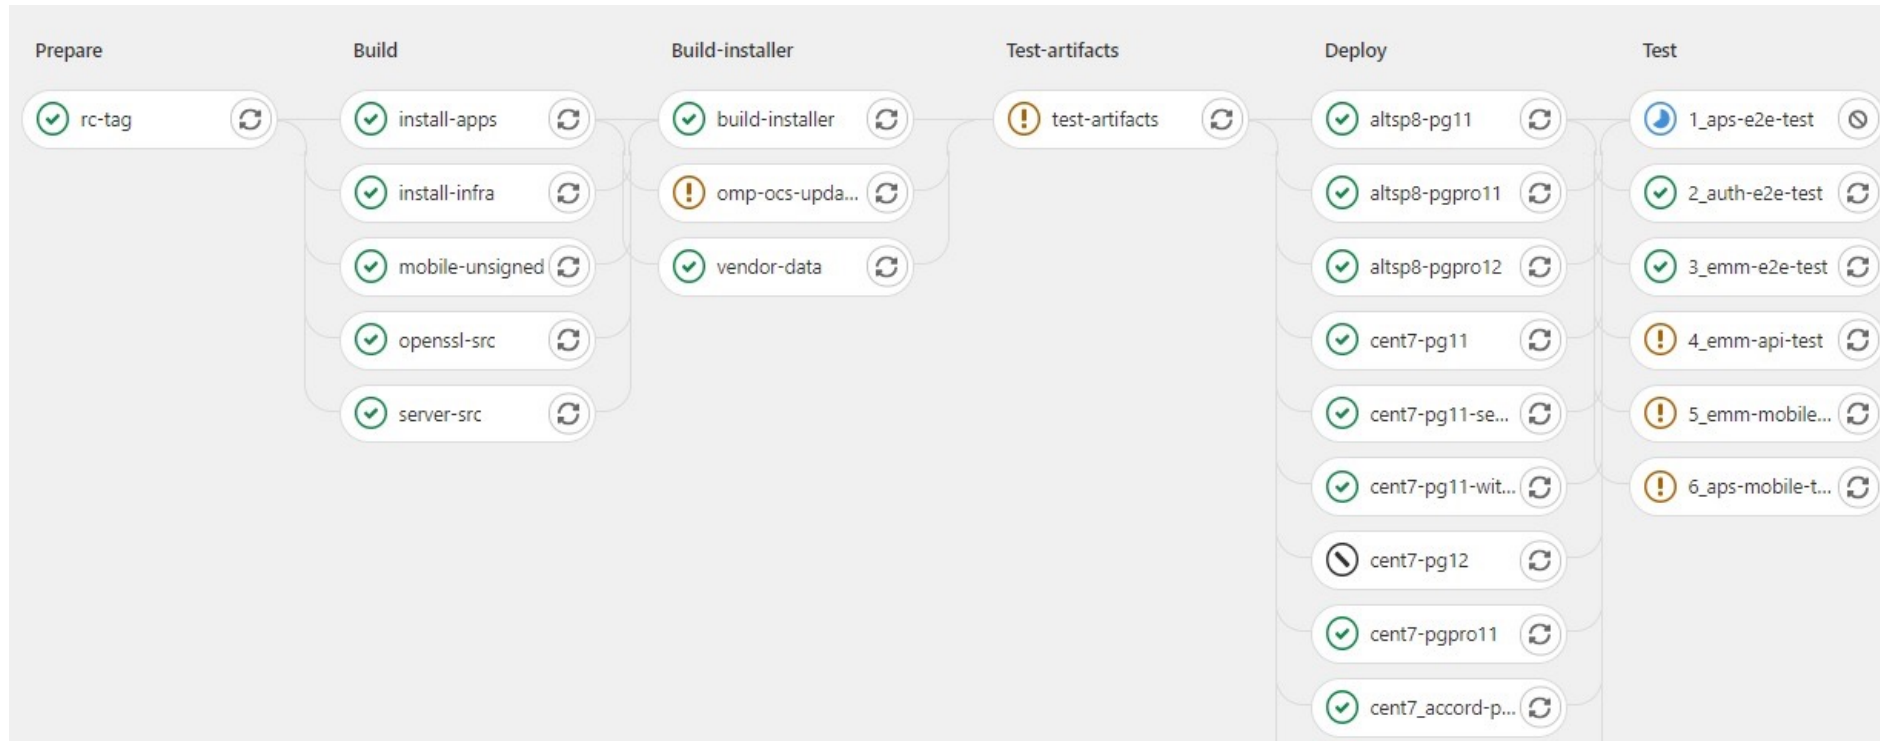 Prepare
Build
Build-installer
Test-artifacts
Deploy
Test
rc-tag
install-apps
install-infra
mobile-unsigned
openssl-src
server-src
build-installer
omp-ocs-upda...
vendor-data
test-artifacts
altsp8-pg11
altsp8-pgpro11
altsp8-pgpro12
cent7-pg11
cent7-pg11-se...
cent7-pg11-wit...
cent7-pg12
cent7-pgpro11
cent7_accord-p...
1_aps-e2e-test
2_auth-e2e-test
3_emm-e2e-test
4_emm-api-test
5_emm-mobile...
6_aps-mobile-t...